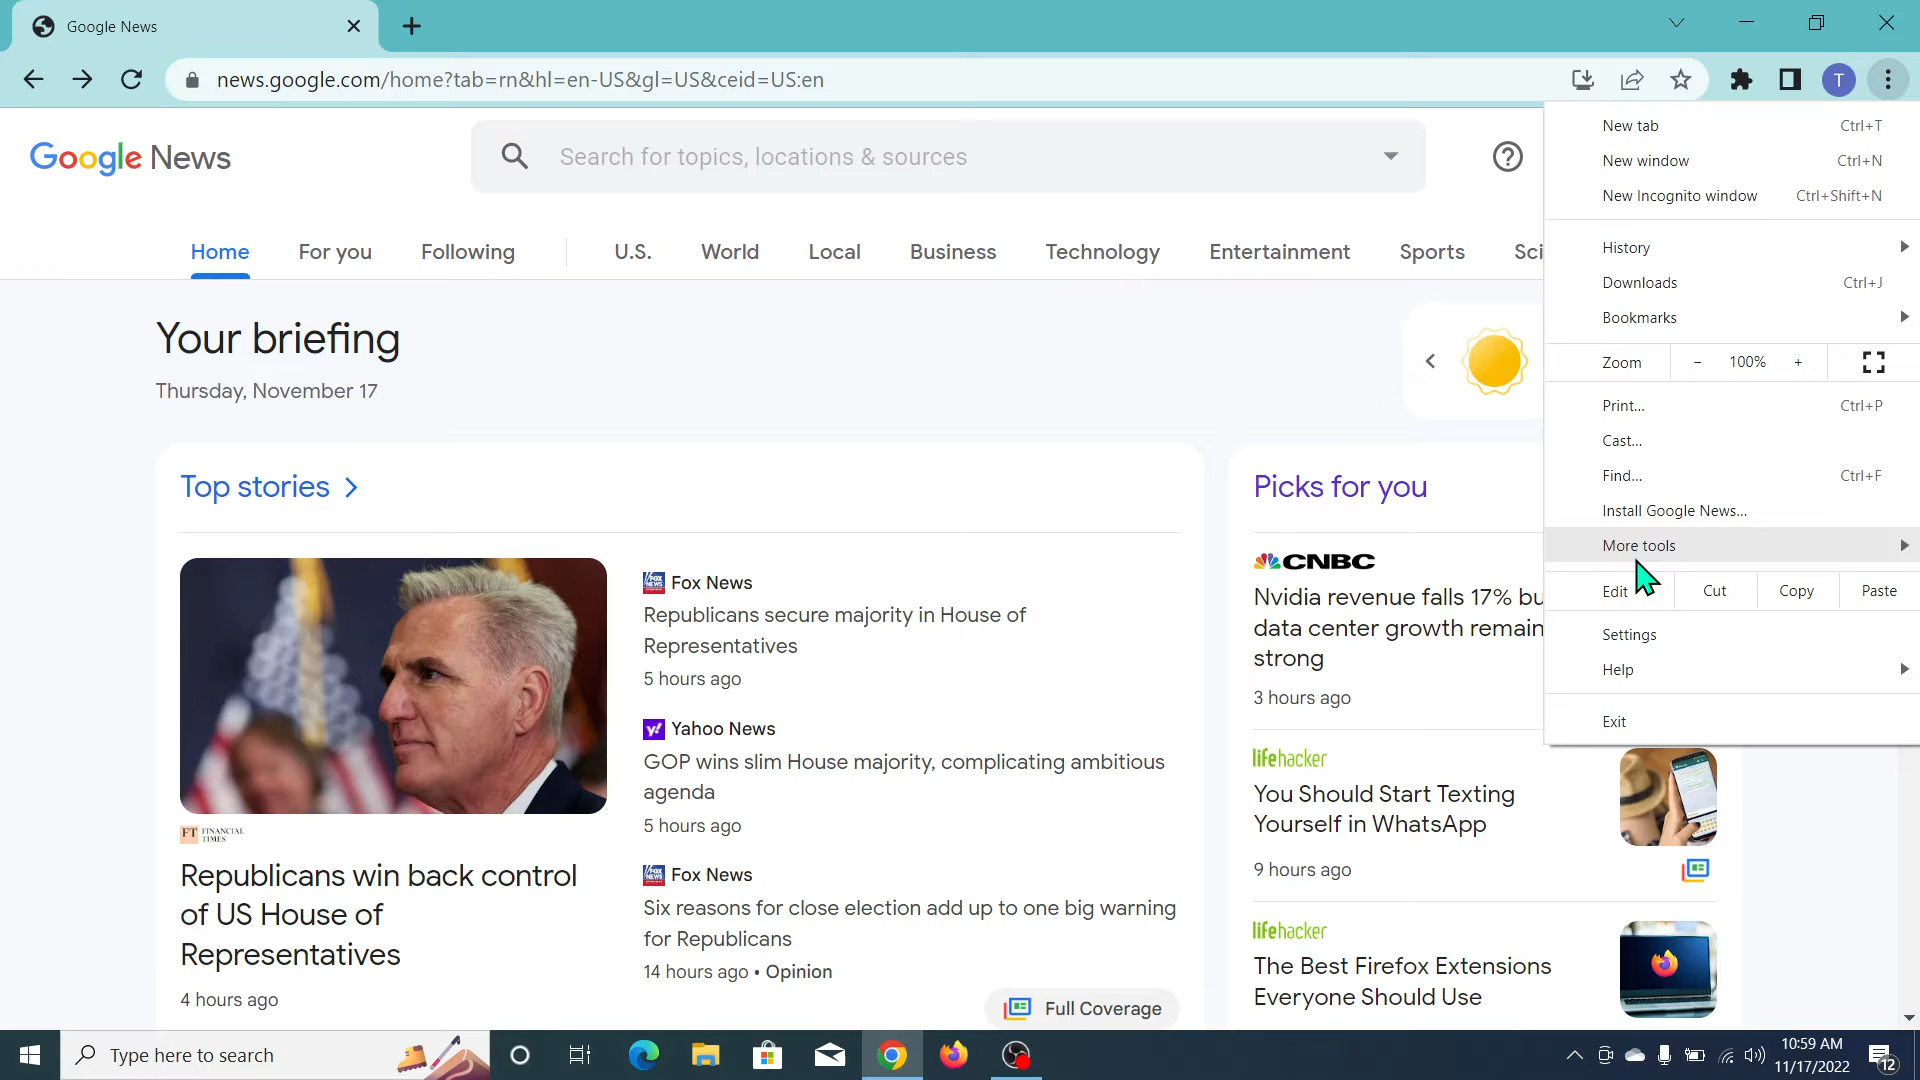 Google News
news.google.com/home?tab=rn&hl=en-US&gl=US&ceid=US:en
T
Google News
Search for topics, locations & sources
Home For you Following U.S. World Local Business Technology Entertainment Sports Sci
Your briefing
Thursday, November 17
Top stories
FT FINANCIAL TIMES
Republicans win back control
of US House of
Representatives
4 hours ago
Fox News
Republicans secure majority in House of
Representatives
5 hours ago
Yahoo News
GOP wins slim House majority, complicating ambitious
agenda
5 hours ago
Fox News
Six reasons for close election add up to one big warning
for Republicans
14 hours ago • Opinion
Full Coverage
Picks for you
CNBC
Nvidia revenue falls 17% bu
data center growth remain
strong
3 hours ago
lifehacker
You Should Start Texting
Yourself in WhatsApp
9 hours ago
lifehacker
The Best Firefox Extensions
Everyone Should Use
New tab Ctrl+T
New window Ctrl+N
New Incognito window Ctrl+Shift+N
History
Downloads Ctrl+J
Bookmarks
Zoom - 100% +
Print... Ctrl+P
Cast...
Find... Ctrl+F
Install Google News...
More tools
Edit Cut Copy Paste
Settings
Help
Exit
Type here to search
10:59 AM
11/17/2022
12